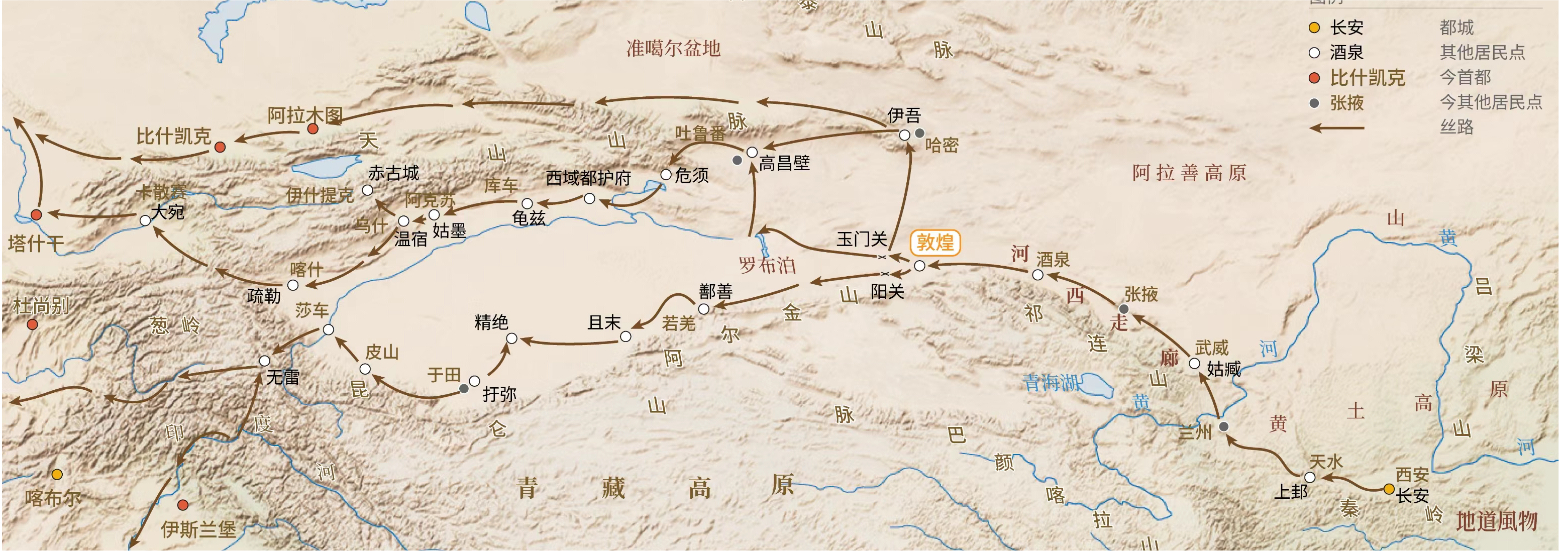 图例
长安 都城
酒泉 其他居民点
比什凯克 今首都
张掖 今其他居民点
丝路
泰
山
脉
准噶尔盆地
阿拉木图
比什凯克
天
山
山
脉
吐鲁番
高昌壁
伊吾
哈密
阿拉善高原
卡散赛
大宛
塔什干
赤古城
伊什提克
乌什
温宿
阿克苏
姑墨
库车
龟兹
西域都护府
危须
玉门关
敦煌
罗布泊
阳关
河
西
走
廊
酒泉
张掖
武威
姑臧
祁
连
山
喀什
疏勒
莎车
杜尚别
葱岭
无雷
皮山
于田
扜弥
精绝
且末
鄯善
若羌
阿
尔
金
山
昆
仑
山
脉
巴
颜
喀
拉
山
印
度
河
喀布尔
伊斯兰堡
青藏高原
青海湖
黄
河
兰州
黄
土
高
原
山
黄
吕
梁
山
河
天水
上邽
西安
长安
秦
岭
地道風物